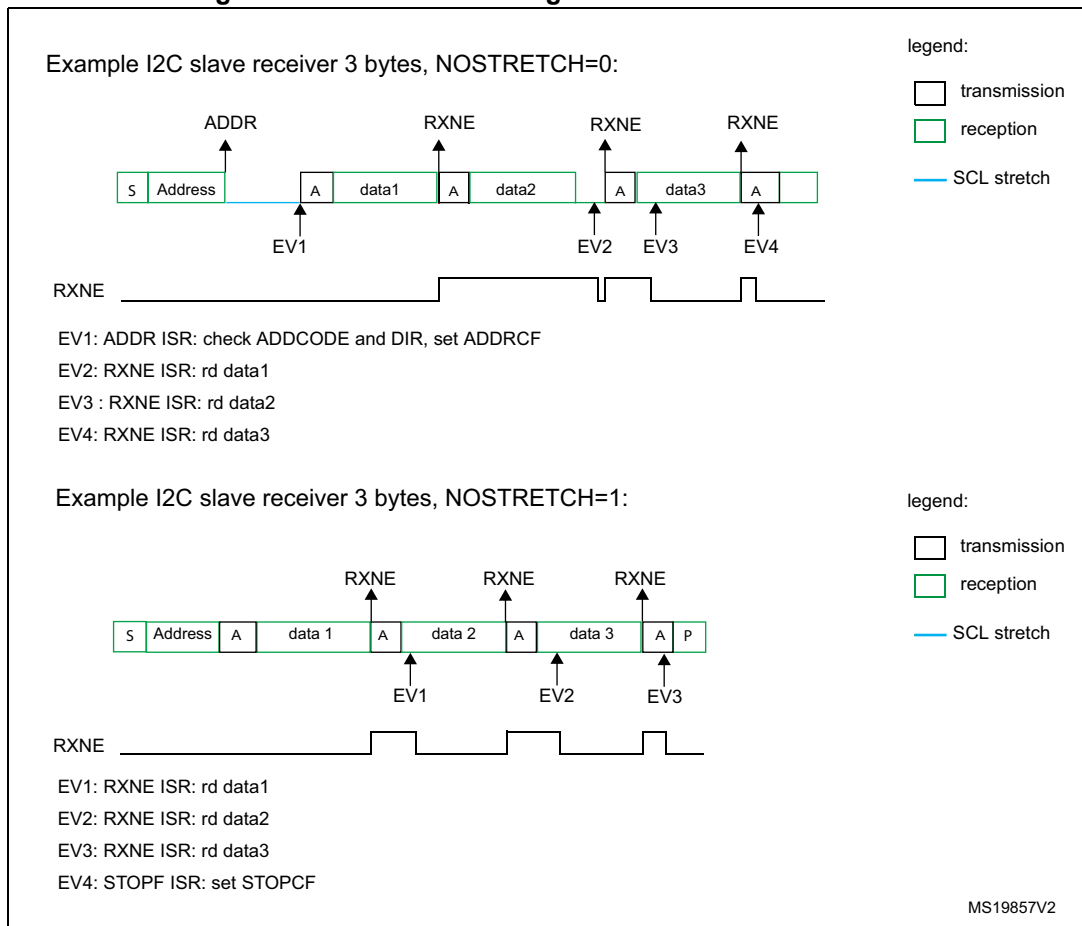 Example I2C slave receiver 3 bytes, NOSTRETCH=0:
legend:
transmission
reception
SCL stretch
ADDR RXNE RXNE RXNE
S Address A data1 A data2 A data3 A
EV1 EV2 EV3 EV4
RXNE
EV1: ADDR ISR: check ADDCODE and DIR, set ADDRCF
EV2: RXNE ISR: rd data1
EV3 : RXNE ISR: rd data2
EV4: RXNE ISR: rd data3
Example I2C slave receiver 3 bytes, NOSTRETCH=1:
legend:
transmission
reception
SCL stretch
RXNE RXNE RXNE
S Address A data 1 A data 2 A data 3 A P
EV1 EV2 EV3
RXNE
EV1: RXNE ISR: rd data1
EV2: RXNE ISR: rd data2
EV3: RXNE ISR: rd data3
EV4: STOPF ISR: set STOPCF
MS19857V2